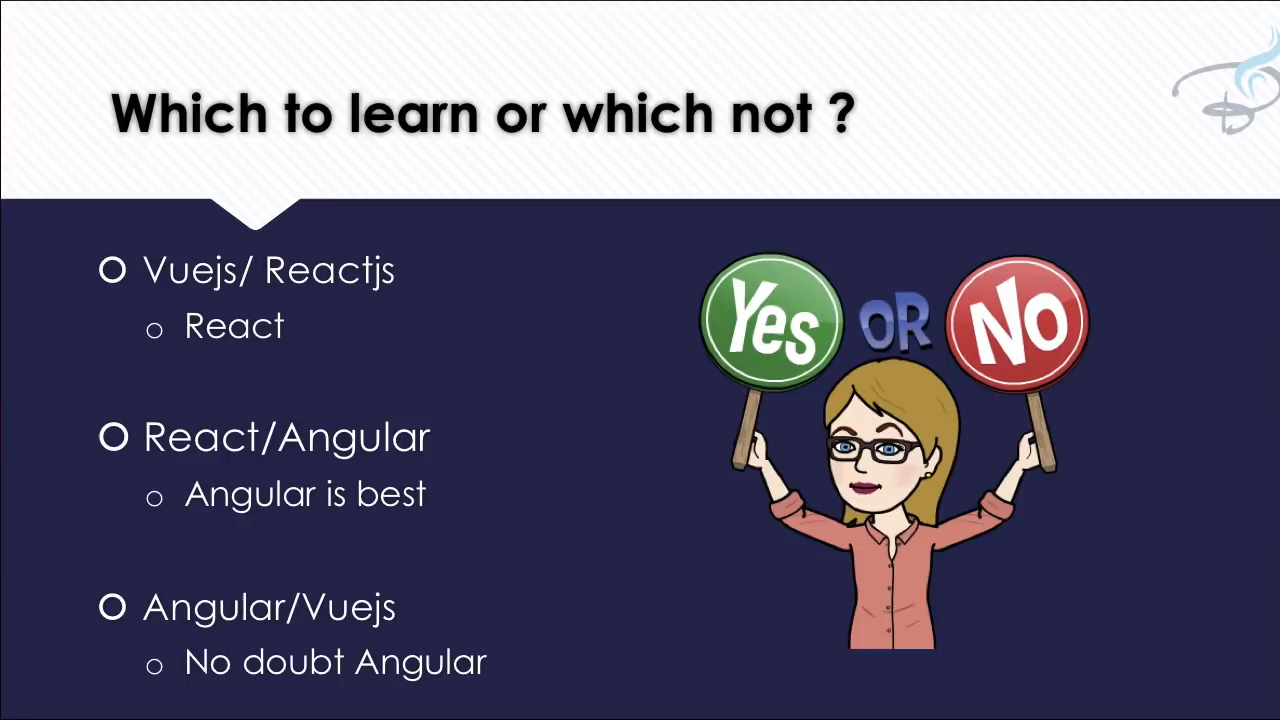 Which to learn or which not ?
Vuejs/ Reactjs
React
React/Angular
Angular is best
Angular/Vuejs
No doubt Angular
Yes OR No